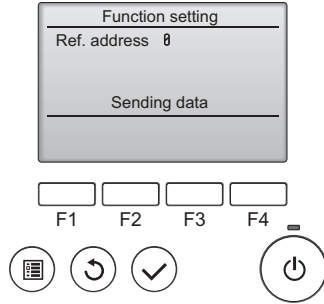 Function setting
Ref. address 0
Sending data
F1 F2 F3 F4